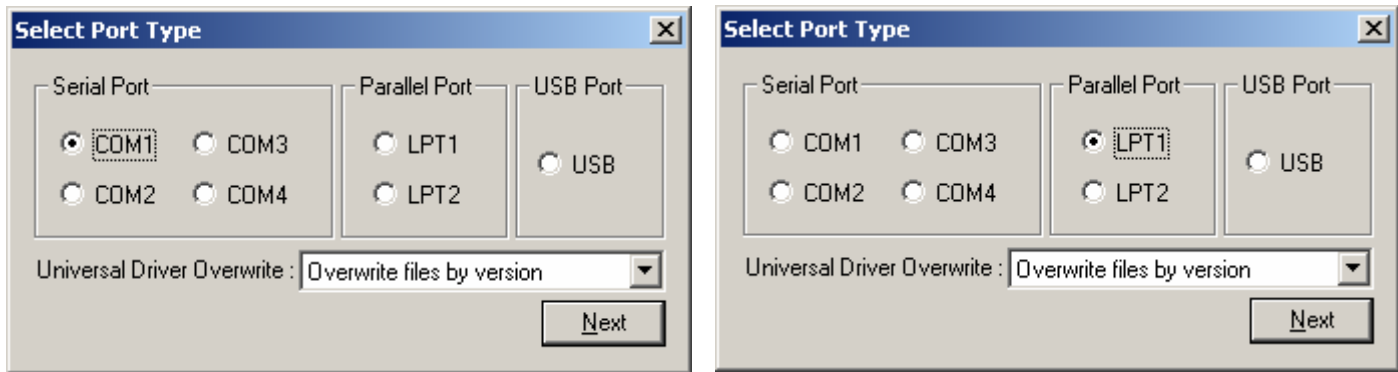 Select Port Type
Serial Port
Parallel Port
USB Port
COM1
COM3
LPT1
USB
COM2
COM4
LPT2
Universal Driver Overwrite :
Overwrite files by version
Next
Select Port Type
Serial Port
Parallel Port
USB Port
COM1
COM3
LPT1
USB
COM2
COM4
LPT2
Universal Driver Overwrite :
Overwrite files by version
Next